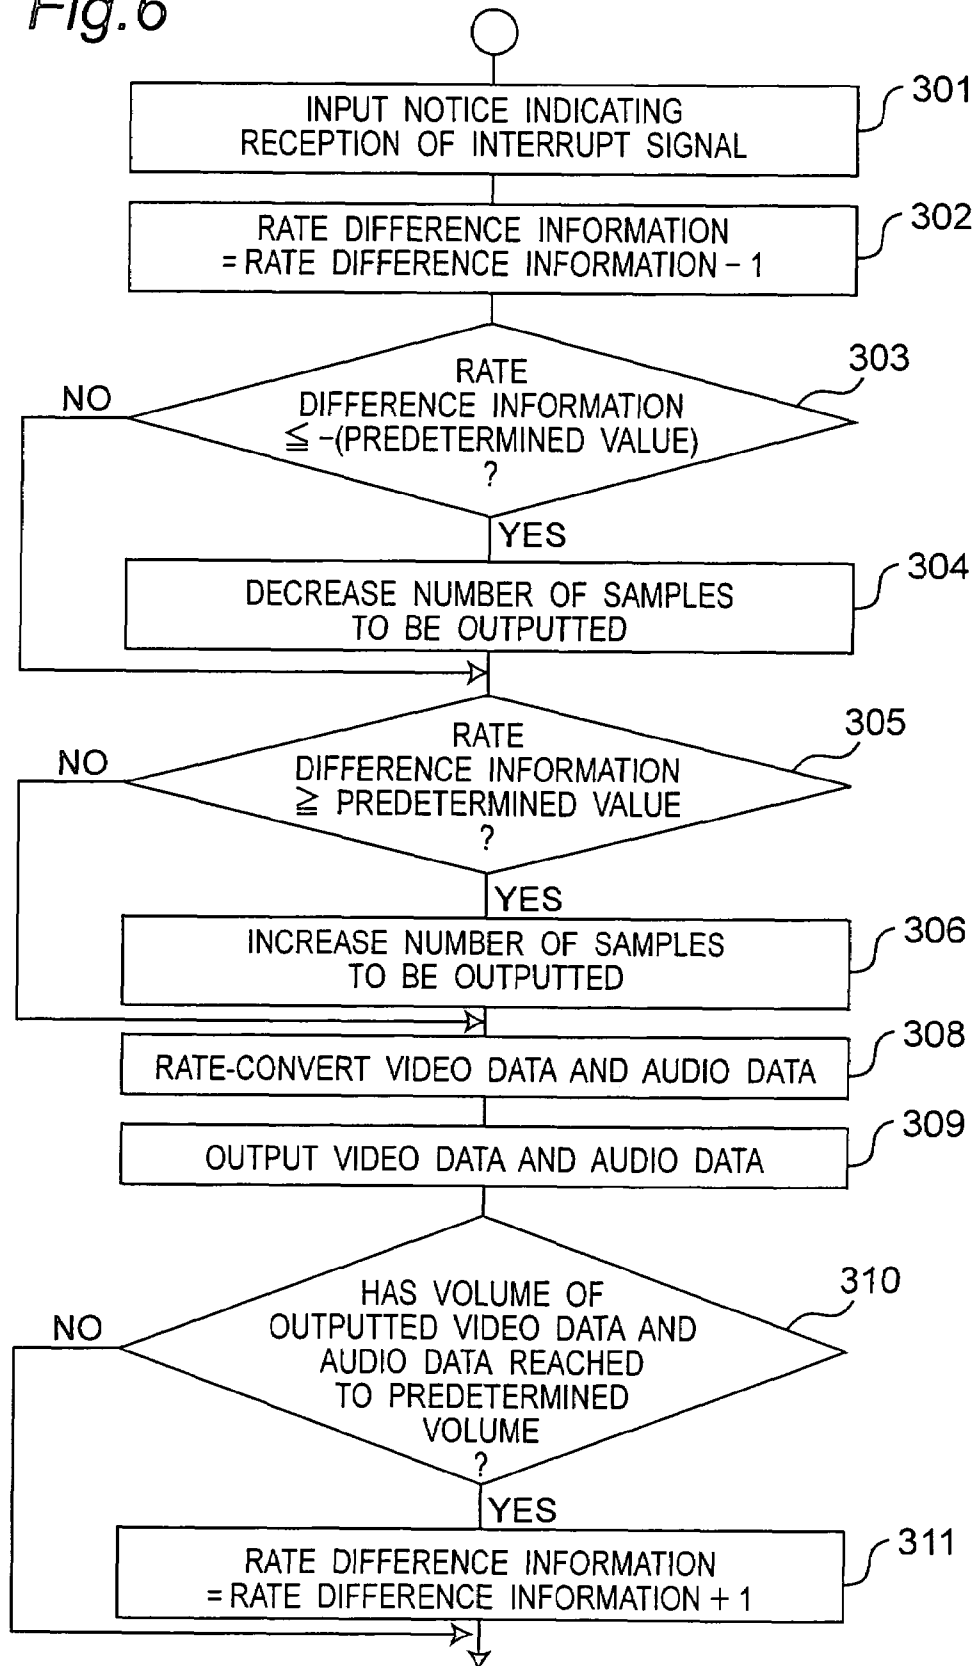 Fig.6
301
INPUT NOTICE INDICATING
RECEPTION OF INTERRUPT SIGNAL
302
RATE DIFFERENCE INFORMATION
= RATE DIFFERENCE INFORMATION - 1
303
NO
RATE
DIFFERENCE INFORMATION
≦ -(PREDETERMINED VALUE)
?
YES
304
DECREASE NUMBER OF SAMPLES
TO BE OUTPUTTED
305
NO
RATE
DIFFERENCE INFORMATION
≧ PREDETERMINED VALUE
?
YES
306
INCREASE NUMBER OF SAMPLES
TO BE OUTPUTTED
308
RATE-CONVERT VIDEO DATA AND AUDIO DATA
309
OUTPUT VIDEO DATA AND AUDIO DATA
310
NO
HAS VOLUME OF
OUTPUTTED VIDEO DATA AND
AUDIO DATA REACHED
TO PREDETERMINED
VOLUME
?
YES
311
RATE DIFFERENCE INFORMATION
= RATE DIFFERENCE INFORMATION + 1